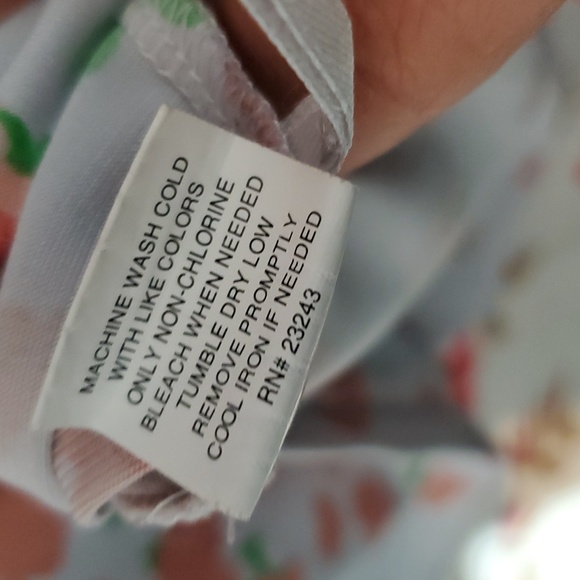 MACHINE WASH COLD
WITH LIKE COLORS
ONLY NON-CHLORINE
BLEACH WHEN NEEDED
TUMBLE DRY LOW
REMOVE PROMPTLY
COOL IRON IF NEEDED
RN# 23243